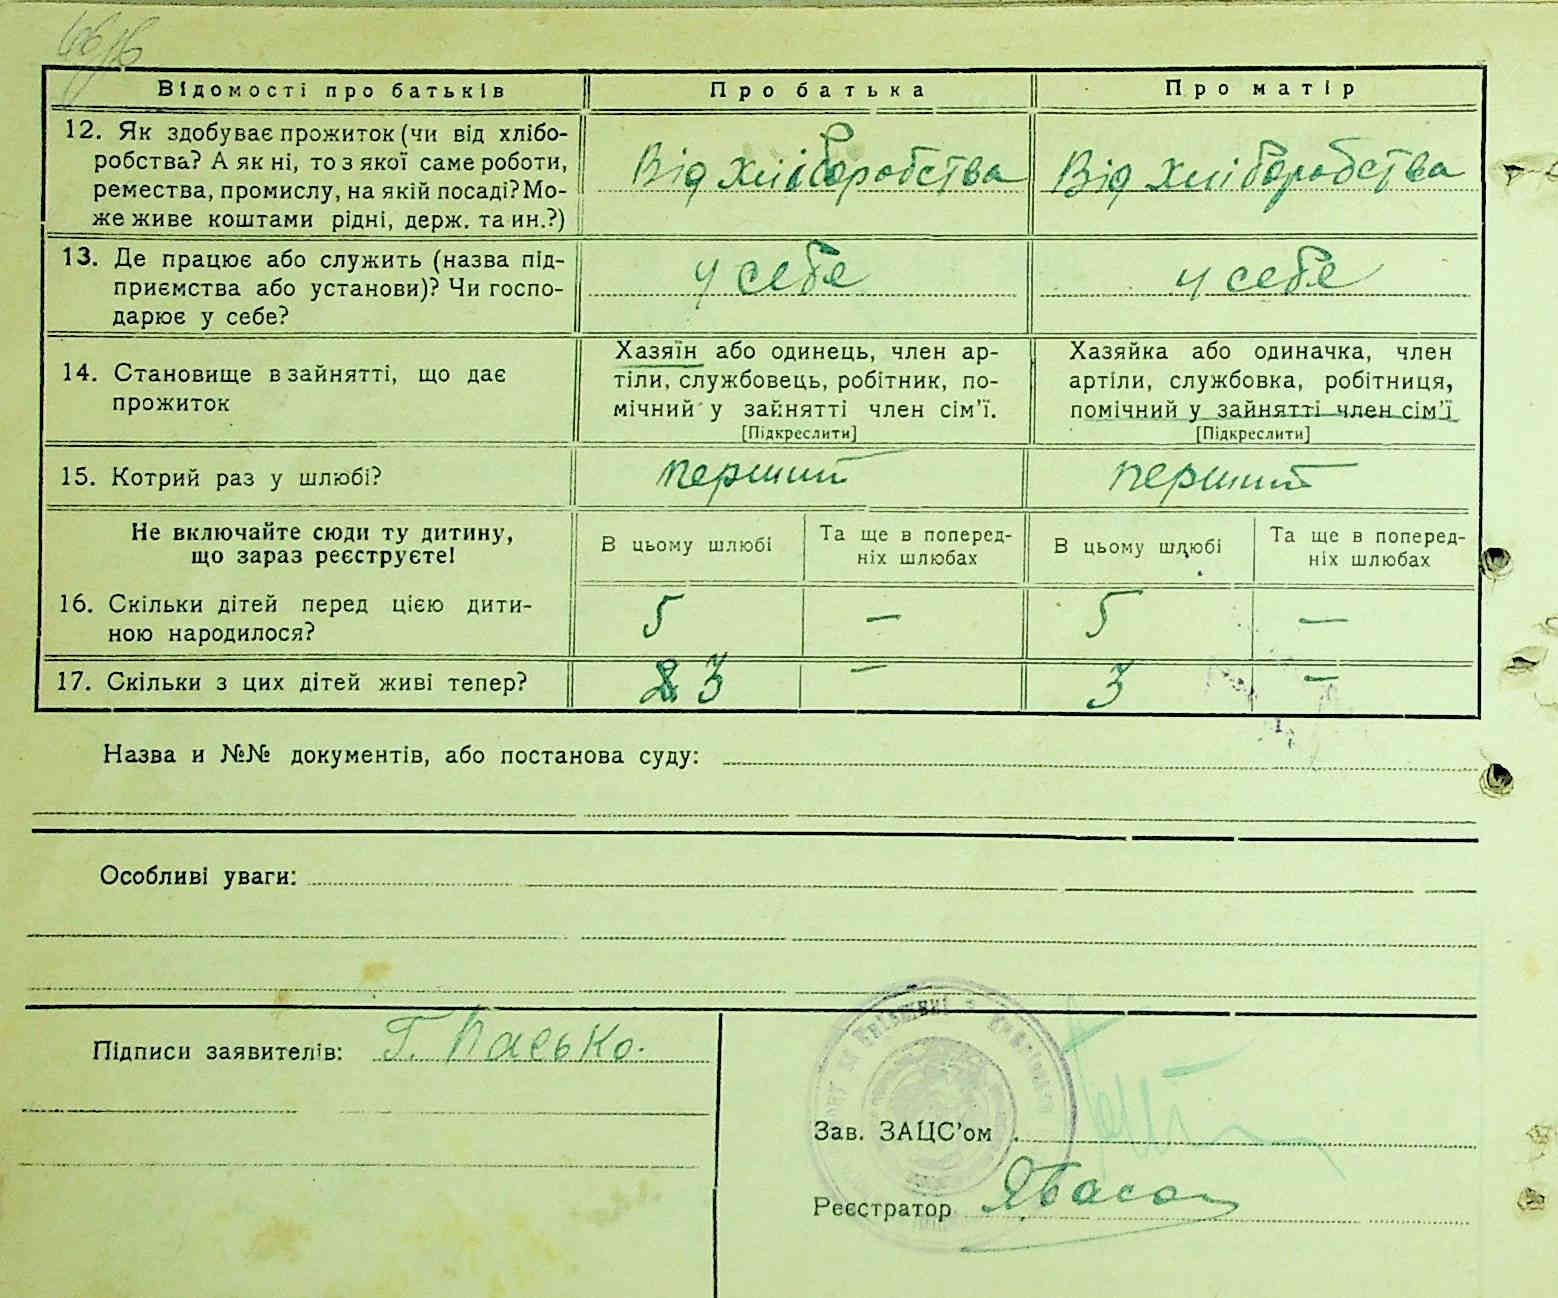 Відомості про батьків
Про батька
Про матір
12. Як здобуває прожиток (чи від хлібо-
робства? А як ні, то з якої саме роботи,
ремества, промислу, на якій посаді? Мо-
же живе коштами рідні, держ. та ин.?)
Від хліборобства
Від хліборобства
13. Де працює або служить (назва під-
приємства або установи)? Чи госпо-
дарює у себе?
у себе
у себе
14. Становище в зайнятті, що дає
прожиток
Хазяїн або одинець, член ар-
тіли, службовець, робітник, по-
мічний у зайнятті член сім'ї.
[Підкреслити]
Хазяйка або одиначка, член
артіли, службовка, робітниця,
помічний у зайнятті член сім'ї
[Підкреслити]
15. Котрий раз у шлюбі?
перший
перший
Не включайте сюди ту дитину,
що зараз реєструєте!
В цьому шлюбі
Та ще в поперед-
ніх шлюбах
В цьому шлюбі
Та ще в поперед-
ніх шлюбах
16. Скільки дітей перед цією дити-
ною народилося?
5
—
5
—
17. Скільки з цих дітей живі тепер?
3
—
3
—
Назва и №№ документів, або постанова суду:
Особливі уваги:
Підписи заявителів: Г. Пасько.
Зав. ЗАЦС'ом
Реєстратор